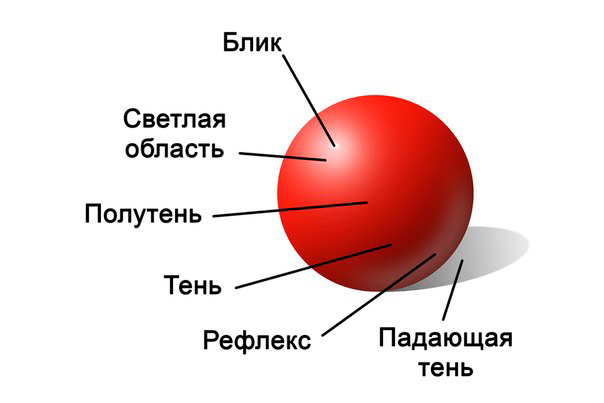 Блик
Светлая
область
Полутень
Тень
Рефлекс
Падающая
тень